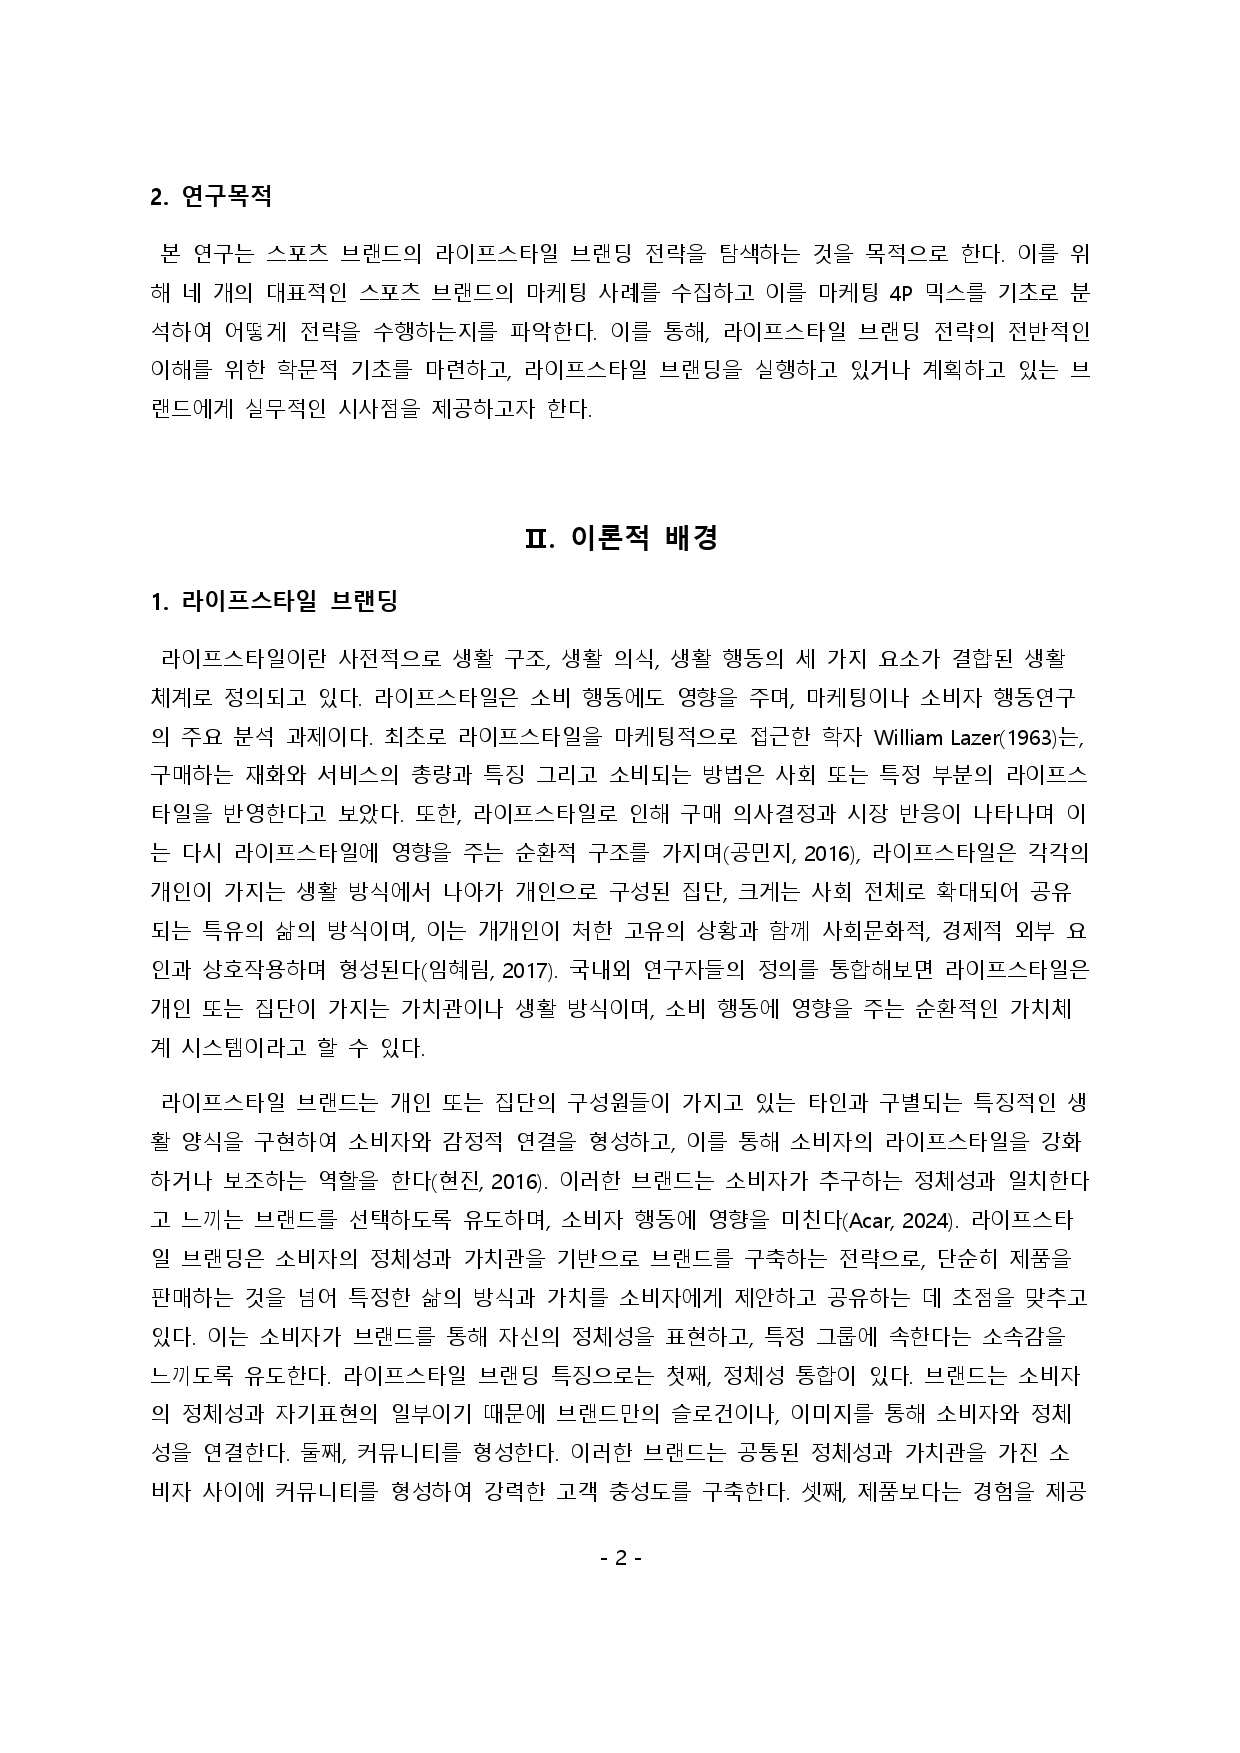 2. 연구목적
본 연구는 스포츠 브랜드의 라이프스타일 브랜딩 전략을 탐색하는 것을 목적으로 한다. 이를 위
해 네 개의 대표적인 스포츠 브랜드의 마케팅 사례를 수집하고 이를 마케팅 4P 믹스를 기초로 분
석하여 어떻게 전략을 수행하는지를 파악한다. 이를 통해, 라이프스타일 브랜딩 전략의 전반적인
이해를 위한 학문적 기초를 마련하고, 라이프스타일 브랜딩을 실행하고 있거나 계획하고 있는 브
랜드에게 실무적인 시사점을 제공하고자 한다.
Ⅱ. 이론적 배경
1. 라이프스타일 브랜딩
라이프스타일이란 사전적으로 생활 구조, 생활 의식, 생활 행동의 세 가지 요소가 결합된 생활
체계로 정의되고 있다. 라이프스타일은 소비 행동에도 영향을 주며, 마케팅이나 소비자 행동연구
의 주요 분석 과제이다. 최초로 라이프스타일을 마케팅적으로 접근한 학자 William Lazer(1963)는,
구매하는 재화와 서비스의 총량과 특징 그리고 소비되는 방법은 사회 또는 특정 부분의 라이프스
타일을 반영한다고 보았다. 또한, 라이프스타일로 인해 구매 의사결정과 시장 반응이 나타나며 이
는 다시 라이프스타일에 영향을 주는 순환적 구조를 가지며(공민지, 2016), 라이프스타일은 각각의
개인이 가지는 생활 방식에서 나아가 개인으로 구성된 집단, 크게는 사회 전체로 확대되어 공유
되는 특유의 삶의 방식이며, 이는 개개인이 처한 고유의 상황과 함께 사회문화적, 경제적 외부 요
인과 상호작용하며 형성된다(임혜림, 2017). 국내외 연구자들의 정의를 통합해보면 라이프스타일은
개인 또는 집단이 가지는 가치관이나 생활 방식이며, 소비 행동에 영향을 주는 순환적인 가치체
계 시스템이라고 할 수 있다.
라이프스타일 브랜드는 개인 또는 집단의 구성원들이 가지고 있는 타인과 구별되는 특징적인 생
활 양식을 구현하여 소비자와 감정적 연결을 형성하고, 이를 통해 소비자의 라이프스타일을 강화
하거나 보조하는 역할을 한다(현진, 2016). 이러한 브랜드는 소비자가 추구하는 정체성과 일치한다
고 느끼는 브랜드를 선택하도록 유도하며, 소비자 행동에 영향을 미친다(Acar, 2024). 라이프스타
일 브랜딩은 소비자의 정체성과 가치관을 기반으로 브랜드를 구축하는 전략으로, 단순히 제품을
판매하는 것을 넘어 특정한 삶의 방식과 가치를 소비자에게 제안하고 공유하는 데 초점을 맞추고
있다. 이는 소비자가 브랜드를 통해 자신의 정체성을 표현하고, 특정 그룹에 속한다는 소속감을
느끼도록 유도한다. 라이프스타일 브랜딩 특징으로는 첫째, 정체성 통합이 있다. 브랜드는 소비자
의 정체성과 자기표현의 일부이기 때문에 브랜드만의 슬로건이나, 이미지를 통해 소비자와 정체
성을 연결한다. 둘째, 커뮤니티를 형성한다. 이러한 브랜드는 공통된 정체성과 가치관을 가진 소
비자 사이에 커뮤니티를 형성하여 강력한 고객 충성도를 구축한다. 셋째, 제품보다는 경험을 제공
- 2 -